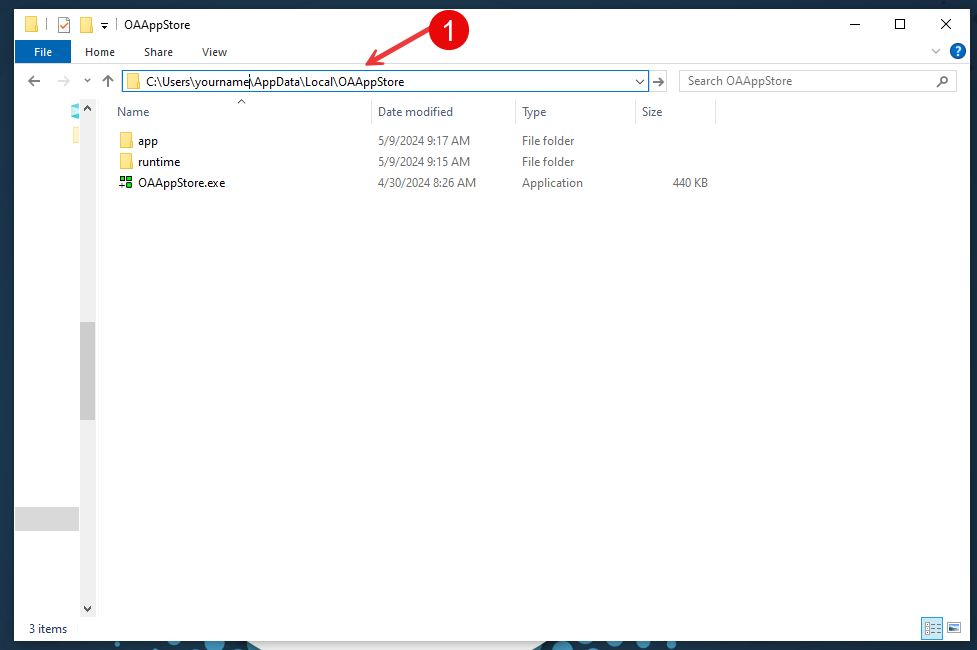 OAAppStore
1
File Home Share View
?
C:\Users\yourname\AppData\Local\OAAppStore
Search OAAppStore
Name Date modified Type Size
app 5/9/2024 9:17 AM File folder
runtime 5/9/2024 9:15 AM File folder
OAAppStore.exe 4/30/2024 8:26 AM Application 440 KB
3 items